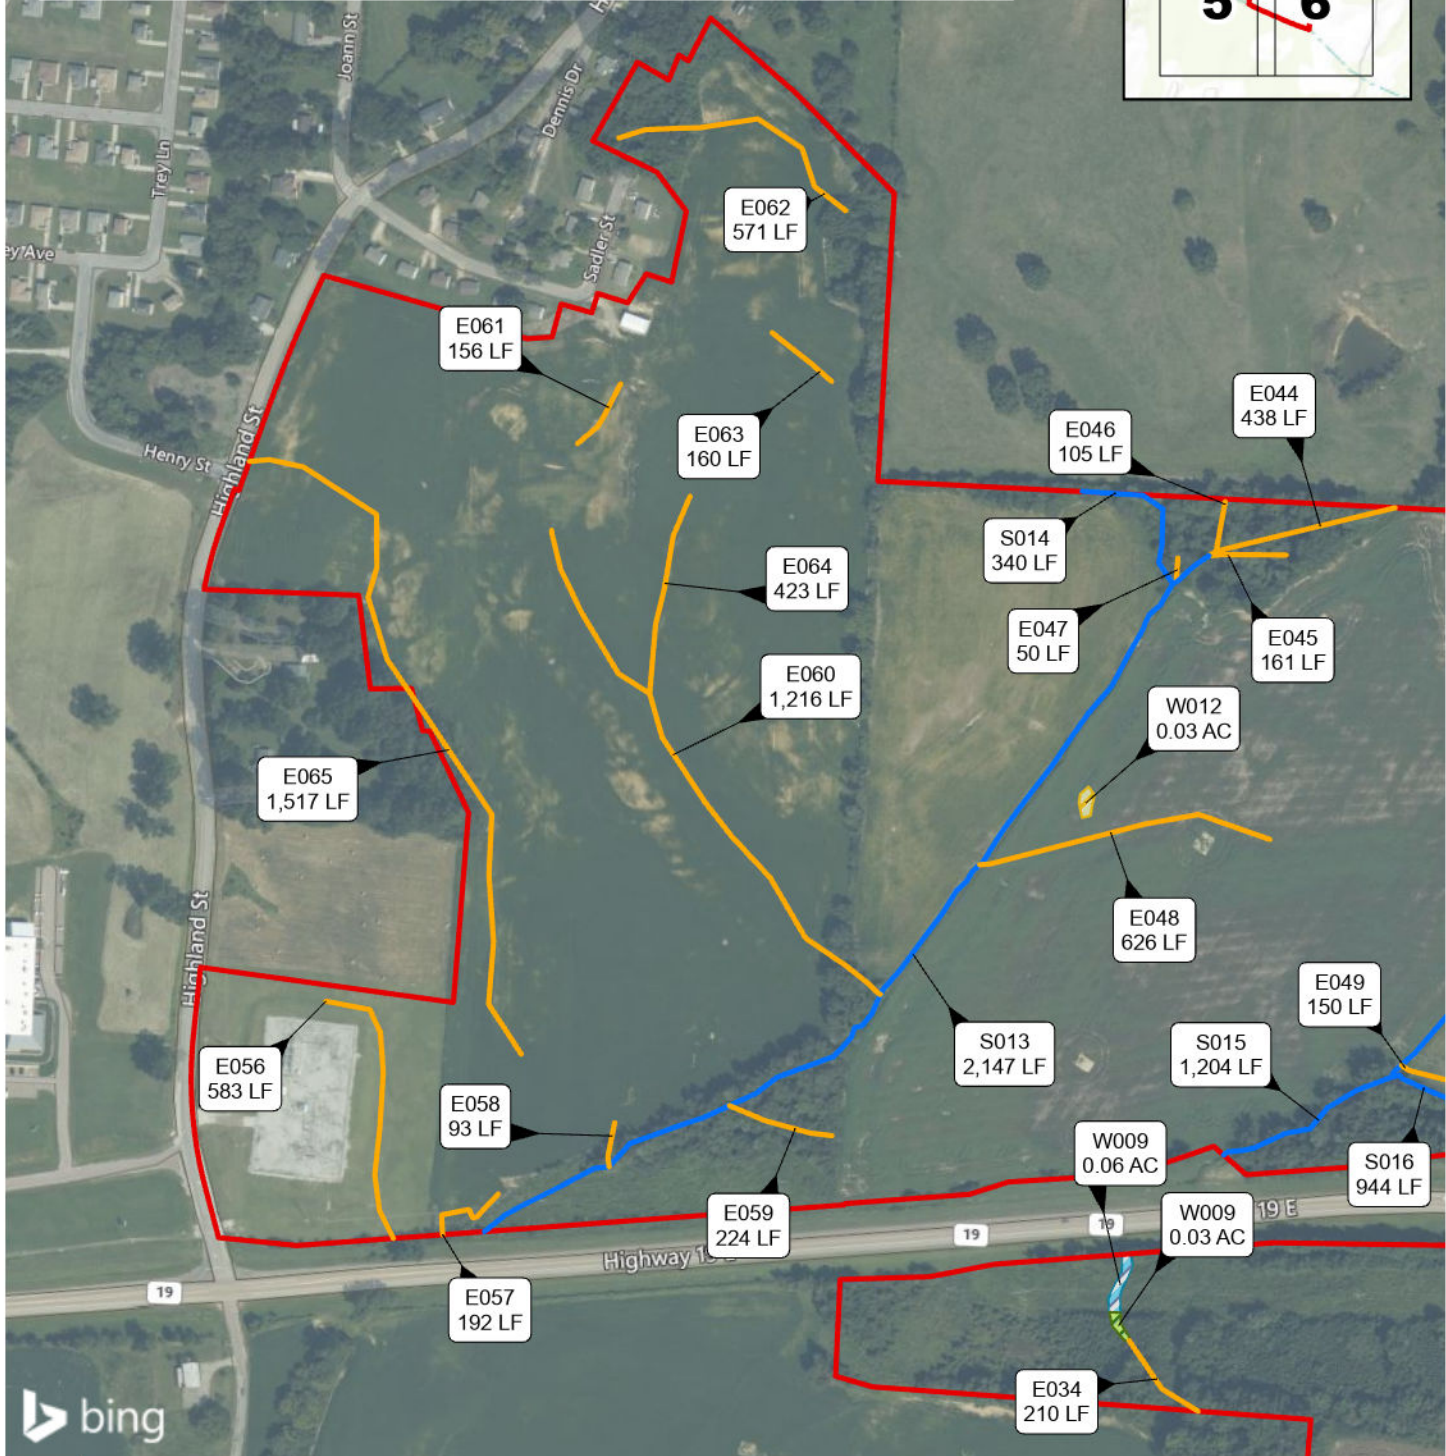 5 6
Joann St
Dennis Dr
Trey Ln
ey Ave
Sadler St
E062
571 LF
E061
156 LF
E063
160 LF
E044
438 LF
E046
105 LF
Henry St
Highland St
S014
340 LF
E064
423 LF
E047
50 LF
E045
161 LF
E060
1,216 LF
W012
0.03 AC
E065
1,517 LF
E048
626 LF
Highland St
E049
150 LF
S013
2,147 LF
S015
1,204 LF
E056
583 LF
E058
93 LF
W009
0.06 AC
S016
944 LF
E059
224 LF
W009
0.03 AC
19
19
19 E
Highway 19 E
19
E057
192 LF
E034
210 LF
bing